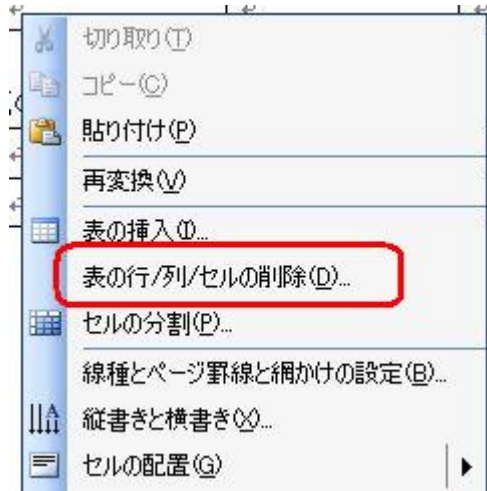 切り取り(T)
コピー(C)
貼り付け(P)
再変換(V)
表の挿入(I)...
表の行/列/セルの削除(D)...
セルの分割(P)...
線種とページ罫線と網かけの設定(B)...
縦書きと横書き(X)...
セルの配置(G)